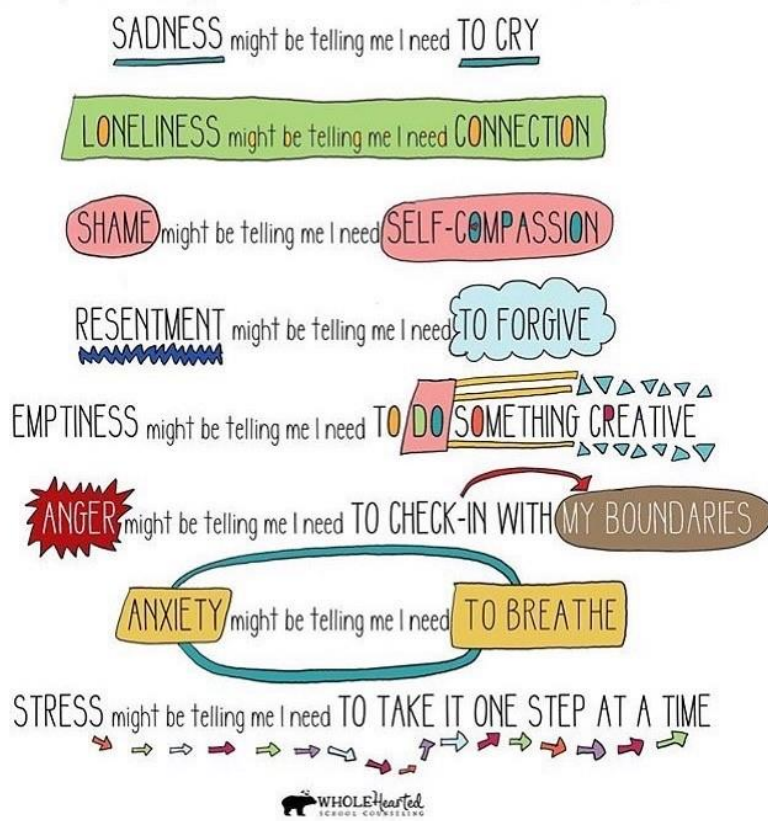 SADNESS might be telling me I need TO CRY
LONELINESS might be telling me I need CONNECTION
SHAME might be telling me I need SELF-COMPASSION
RESENTMENT might be telling me I need TO FORGIVE
EMPTINESS might be telling me I need TO DO SOMETHING CREATIVE
ANGER might be telling me I need TO CHECK-IN WITH MY BOUNDARIES
ANXIETY might be telling me I need TO BREATHE
STRESS might be telling me I need TO TAKE IT ONE STEP AT A TIME
WHOLEHearted
SCHOOL COUNSELING